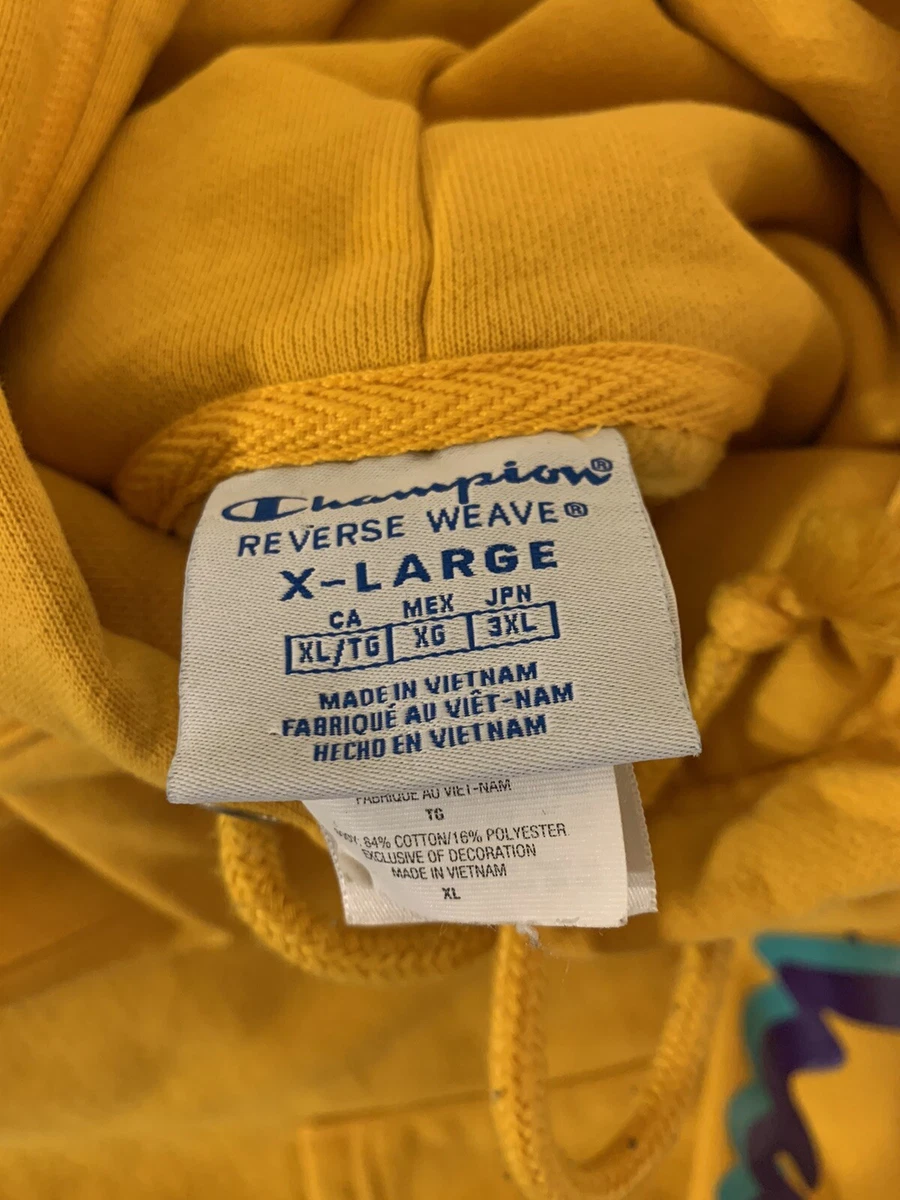 Champion®
REVERSE WEAVE®
X-LARGE
CA MEX JPN
XL/TG XG 3XL
MADE IN VIETNAM
FABRIQUÉ AU VIÊT-NAM
HECHO EN VIETNAM
FABRIQUÉ AU VIET-NAM
TG
84% COTTON/16% POLYESTER
EXCLUSIVE OF DECORATION
MADE IN VIETNAM
XL